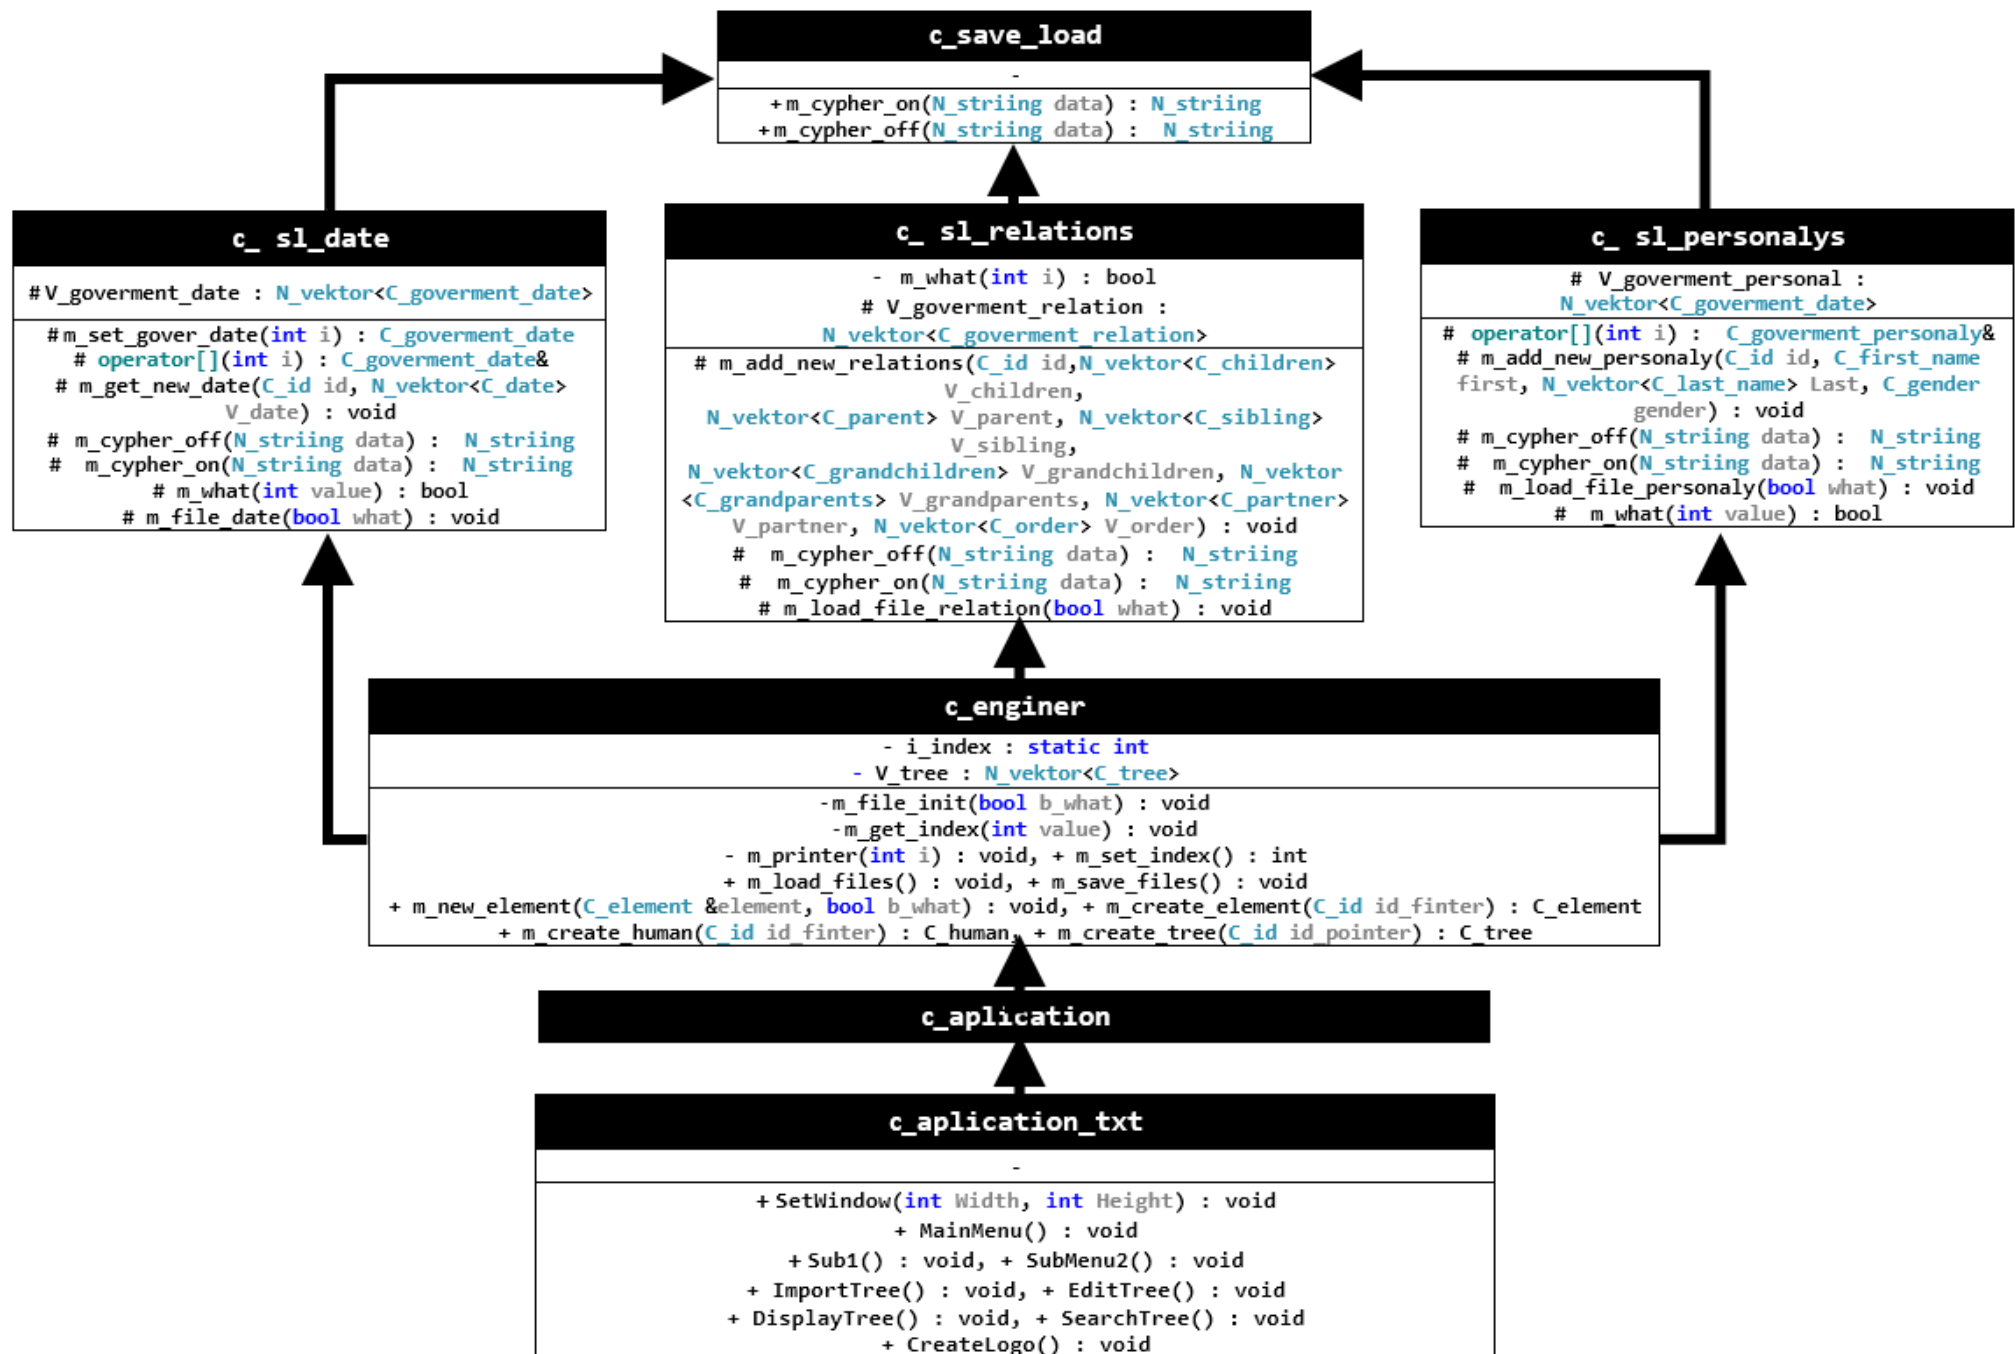 c_save_load
-
+m_cypher_on(N_striing data) : N_striing
+m_cypher_off(N_striing data) : N_striing
c_ sl_date
#V_goverment_date : N_vektor<C_goverment_date>
#m_set_gover_date(int i) : C_goverment_date
# operator[](int i) : C_goverment_date&
# m_get_new_date(C_id id, N_vektor<C_date>
V_date) : void
# m_cypher_off(N_striing data) : N_striing
# m_cypher_on(N_striing data) : N_striing
# m_what(int value) : bool
# m_file_date(bool what) : void
c_ sl_relations
- m_what(int i) : bool
# V_goverment_relation :
N_vektor<C_goverment_relation>
# m_add_new_relations(C_id id,N_vektor<C_children>
V_children,
N_vektor<C_parent> V_parent, N_vektor<C_sibling>
V_sibling,
N_vektor<C_grandchildren> V_grandchildren, N_vektor
<C_grandparents> V_grandparents, N_vektor<C_partner>
V_partner, N_vektor<C_order> V_order) : void
# m_cypher_off(N_striing data) : N_striing
# m_cypher_on(N_striing data) : N_striing
# m_load_file_relation(bool what) : void
c_ sl_personalys
# V_goverment_personal :
N_vektor<C_goverment_date>
# operator[](int i) : C_goverment_personaly&
# m_add_new_personaly(C_id id, C_first_name
first, N_vektor<C_last_name> Last, C_gender
gender) : void
# m_cypher_off(N_striing data) : N_striing
# m_cypher_on(N_striing data) : N_striing
# m_load_file_personaly(bool what) : void
# m_what(int value) : bool
c_enginer
- i_index : static int
- V_tree : N_vektor<C_tree>
-m_file_init(bool b_what) : void
-m_get_index(int value) : void
- m_printer(int i) : void, + m_set_index() : int
+ m_load_files() : void, + m_save_files() : void
+ m_new_element(C_element &element, bool b_what) : void, + m_create_element(C_id id_finter) : C_element
+ m_create_human(C_id id_finter) : C_human, + m_create_tree(C_id id_pointer) : C_tree
c_aplication
c_aplication_txt
-
+ SetWindow(int Width, int Height) : void
+ MainMenu() : void
+ Sub1() : void, + SubMenu2() : void
+ ImportTree() : void, + EditTree() : void
+ DisplayTree() : void, + SearchTree() : void
+ CreateLogo() : void